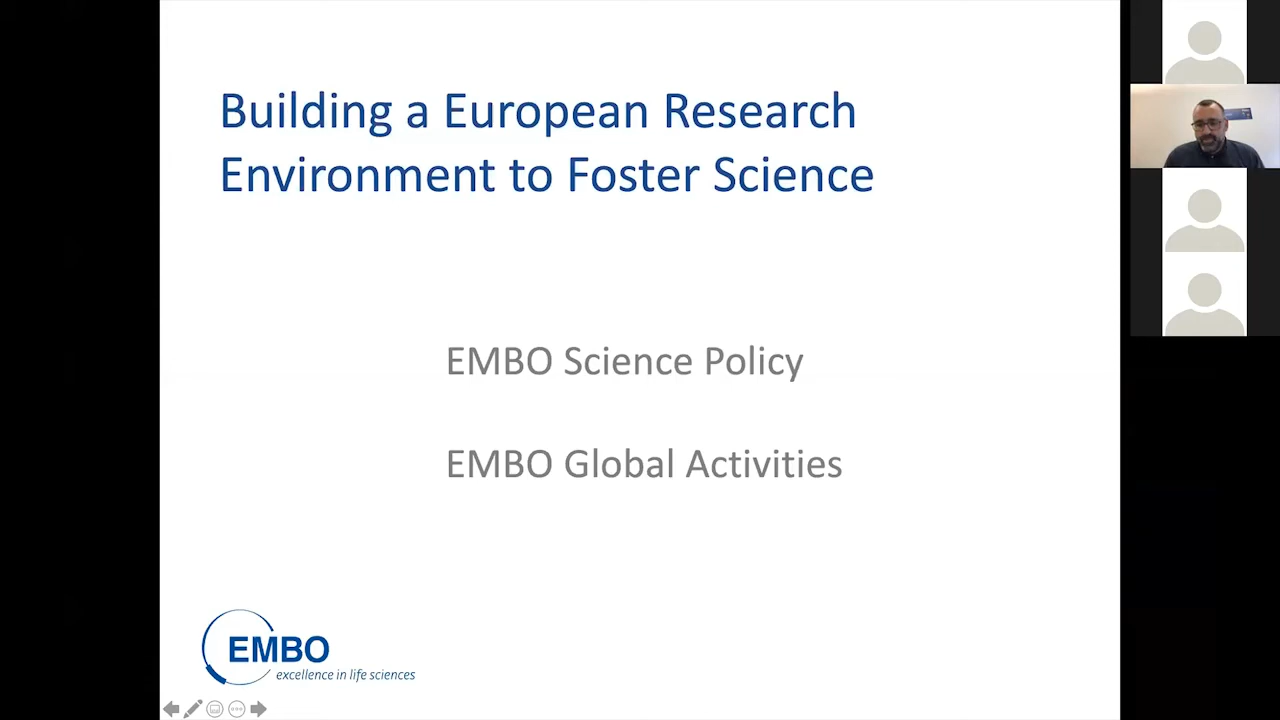 Building a European Research
Environment to Foster Science
EMBO Science Policy
EMBO Global Activities
EMBO
excellence in life sciences